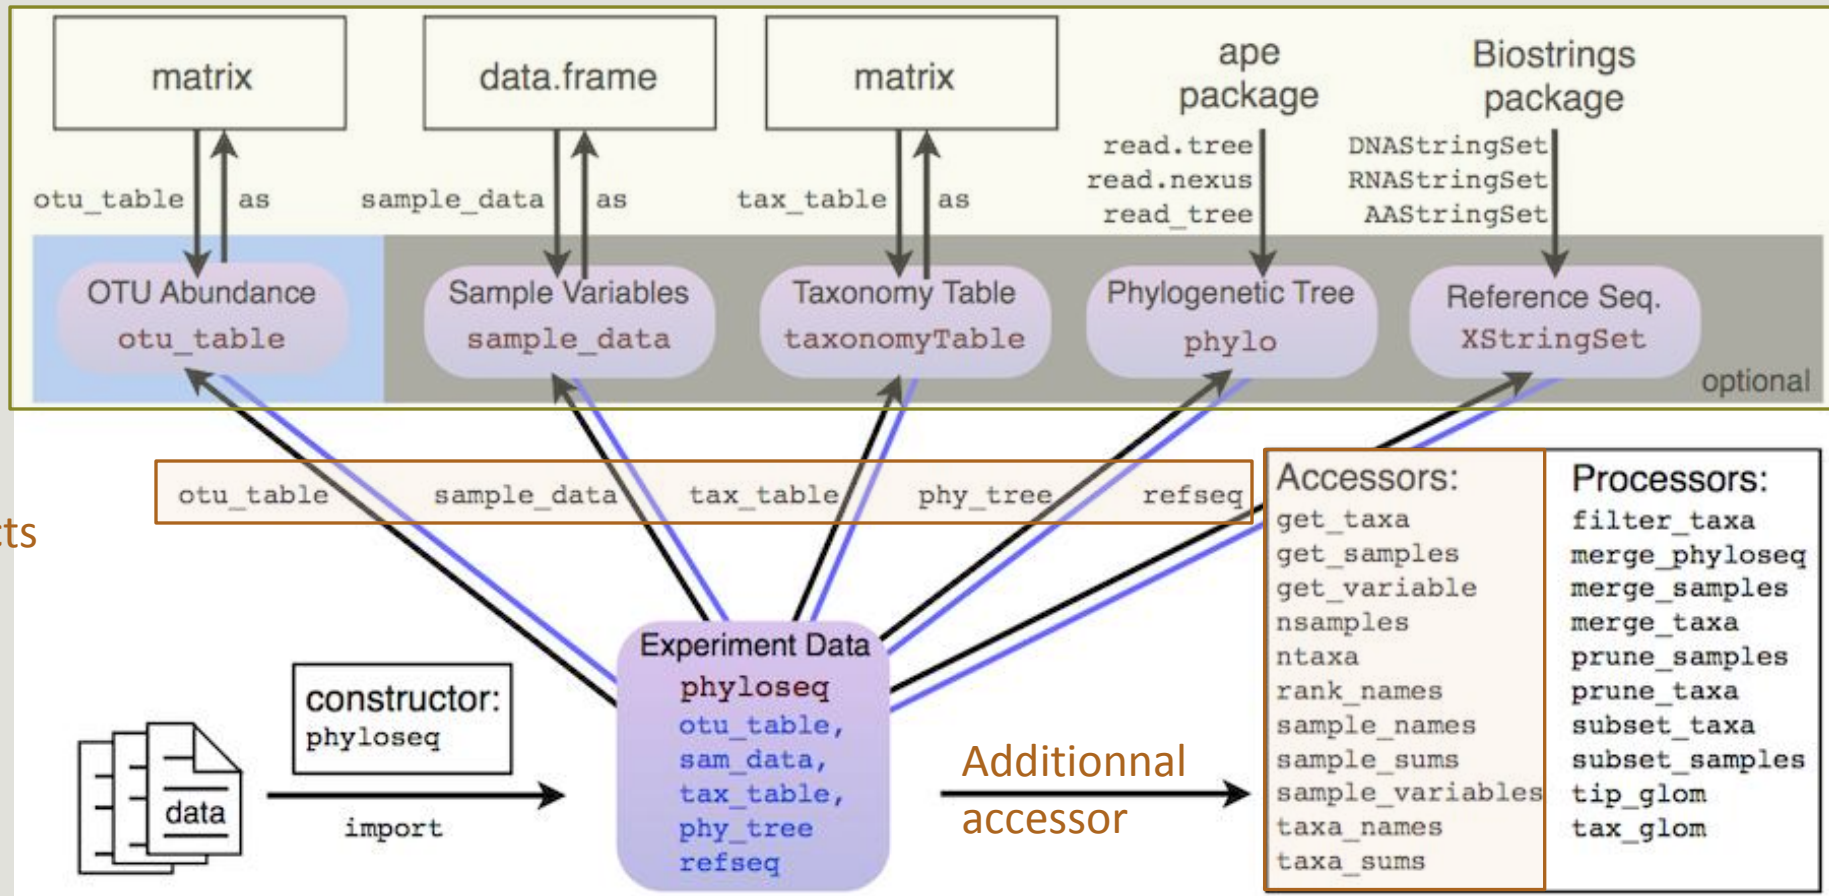 matrix
data.frame
matrix
ape
package
Biostrings
package
otu_table
as
sample_data
as
tax_table
as
read.tree
read.nexus
read_tree
DNAStringSet
RNAStringSet
AAStringSet
OTU Abundance
otu_table
Sample Variables
sample_data
Taxonomy Table
taxonomyTable
Phylogenetic Tree
phylo
Reference Seq.
XStringSet
optional
otu_table
sample_data
tax_table
phy_tree
refseq
cts
data
constructor:
phyloseq
import
Experiment Data
phyloseq
otu_table,
sam_data,
tax_table,
phy_tree
refseq
Additionnal
accessor
Accessors:
get_taxa
get_samples
get_variable
nsamples
ntaxa
rank_names
sample_names
sample_sums
sample_variables
taxa_names
taxa_sums
Processors:
filter_taxa
merge_phyloseq
merge_samples
merge_taxa
prune_samples
prune_taxa
subset_taxa
subset_samples
tip_glom
tax_glom